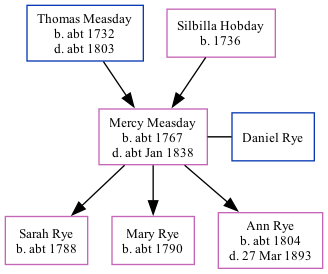 Thomas Measday
b. abt 1732
d. abt 1803
Silbilla Hobday
b. 1736
Mercy Measday
b. abt 1767
d. abt Jan 1838
Daniel Rye
Sarah Rye
b. abt 1788
Mary Rye
b. abt 1790
Ann Rye
b. abt 1804
d. 27 Mar 1893